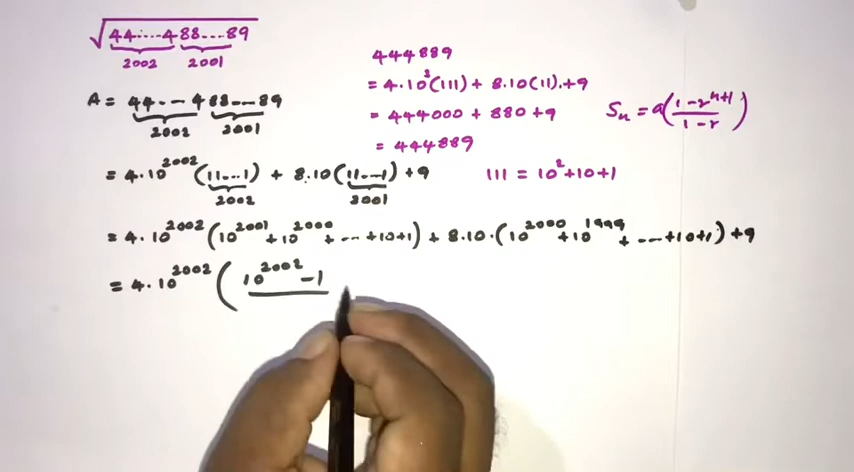 √44....488....89
2002 2001
A = 44...488...89
2002 2001
= 4.10^2002 (11...1) + 8.10(11...1) + 9
2002 2001
= 4.10^2002 (10^2001 + 10^2000 + ... + 10 + 1) + 8.10.(10^2000 + 10^1999 + ... + 10 + 1) + 9
= 4.10^2002 (10^2002 - 1
444889
= 4.10^3(111) + 8.10(11).+9
= 444000 + 880 + 9
= 444889
111 = 10^2 + 10 + 1
Sn = a(1-r^n+1 / 1-r)